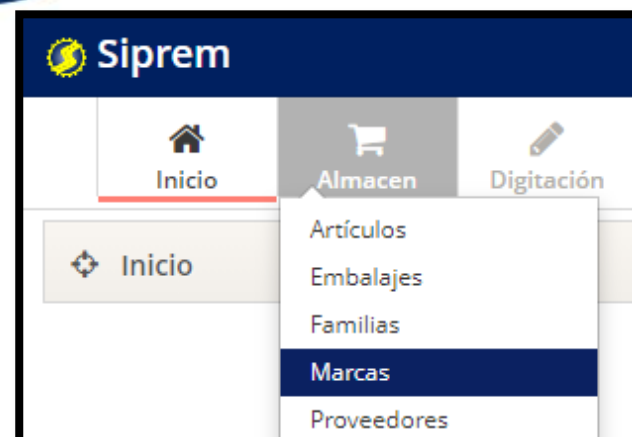 Siprem
Inicio Almacen Digitación
Inicio
Artículos
Embalajes
Familias
Marcas
Proveedores